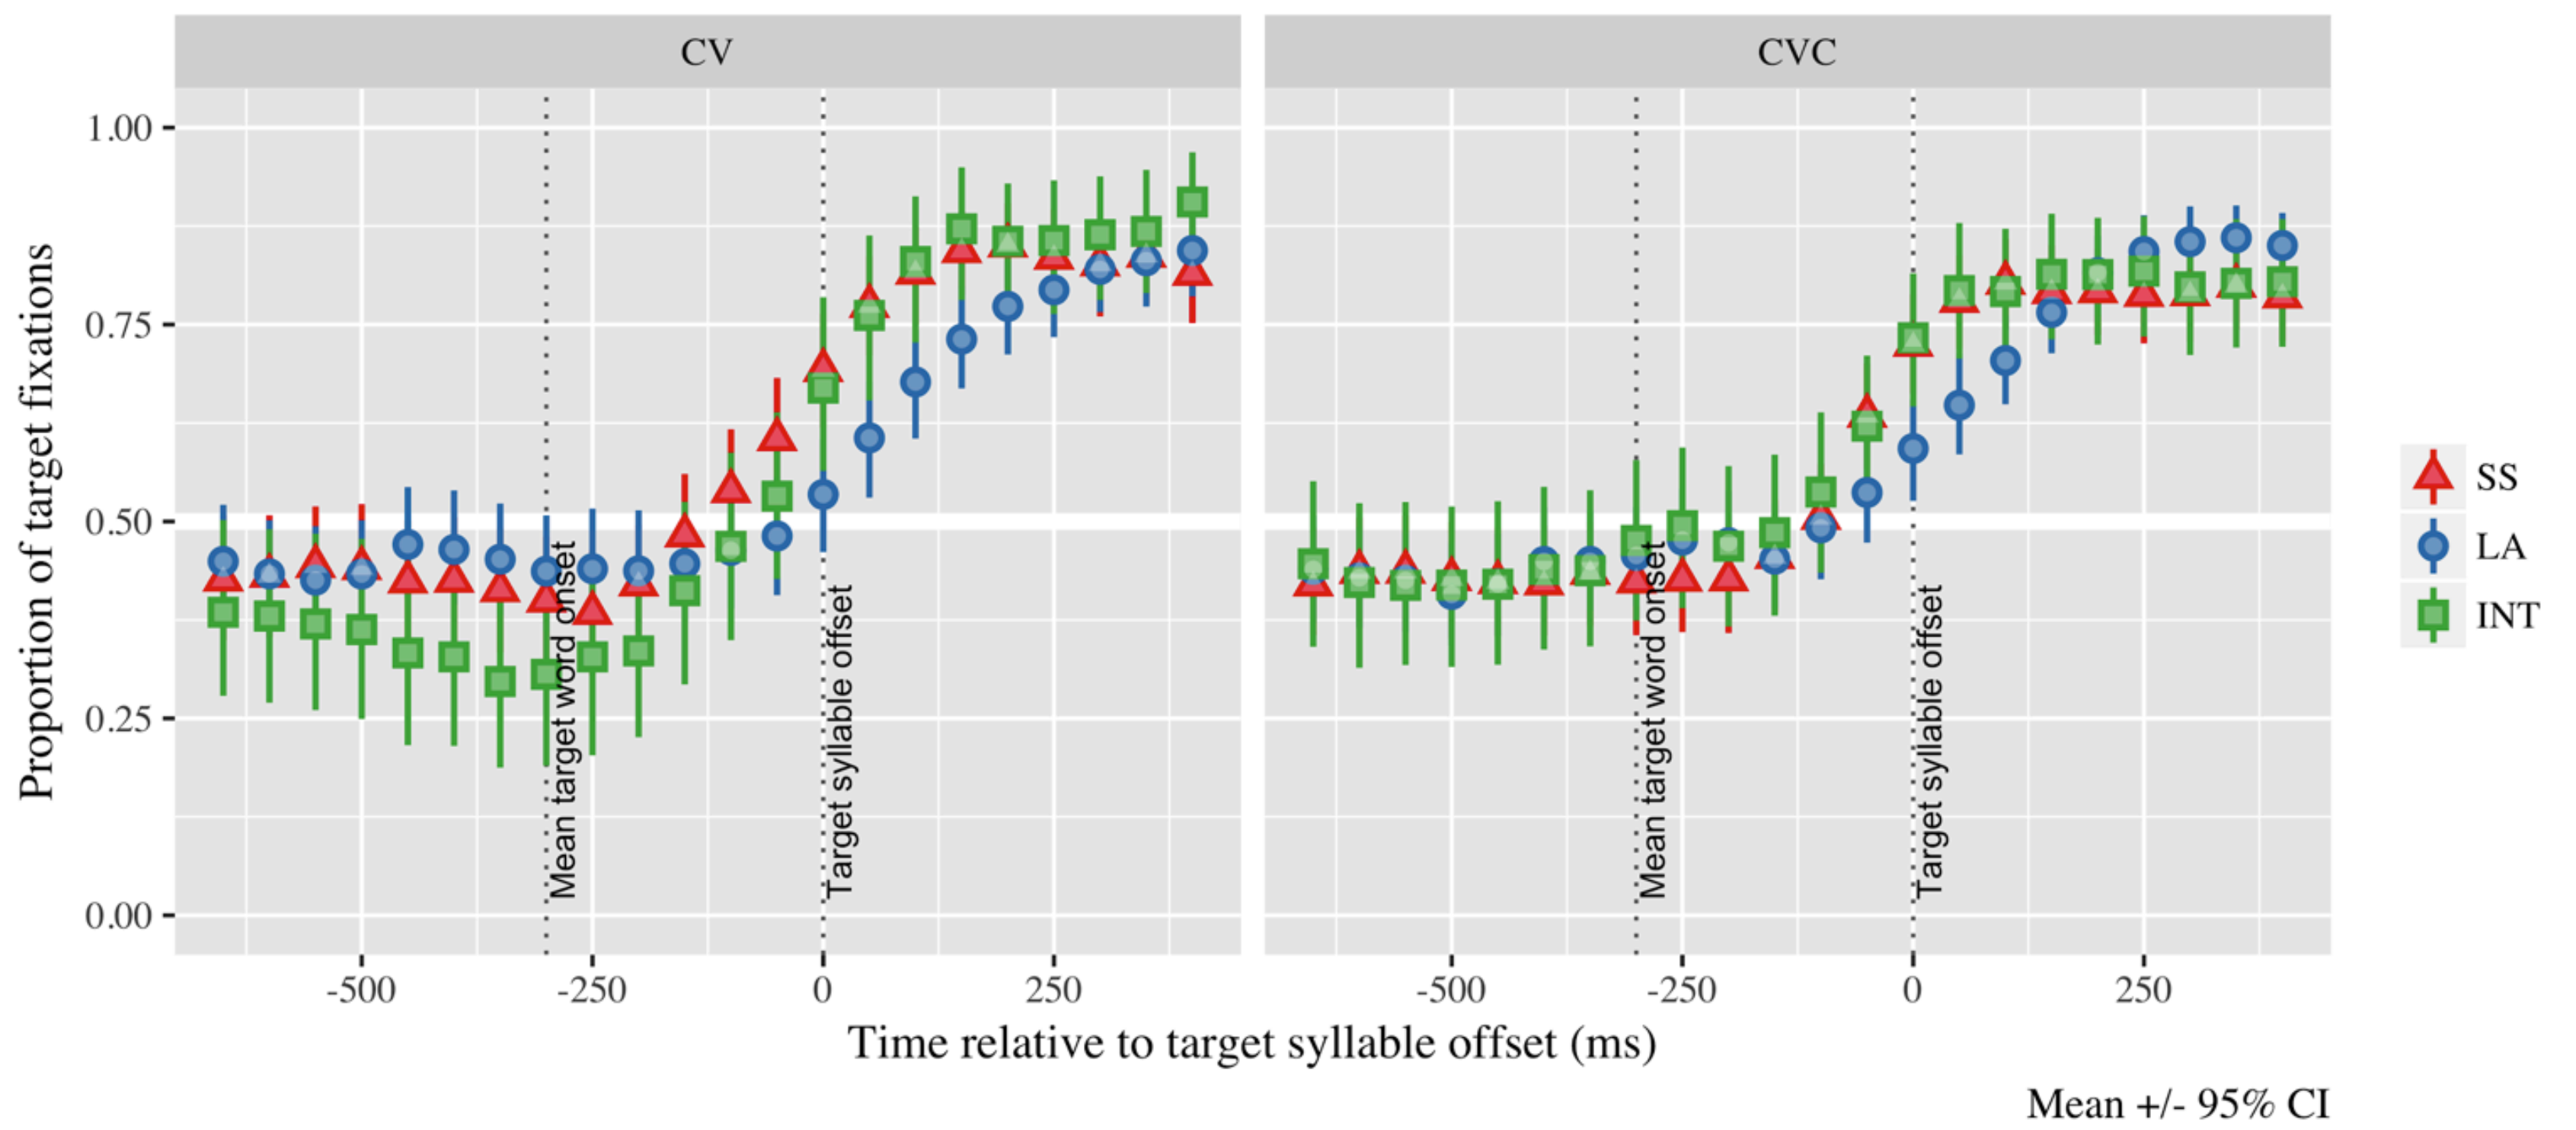 CV
CVC
Proportion of target fixations
1.00
0.75
0.50
0.25
0.00
Mean target word onset
Target syllable offset
Mean target word onset
Target syllable offset
-500 -250 0 250
-500 -250 0 250
Time relative to target syllable offset (ms)
SS
LA
INT
Mean +/- 95% CI